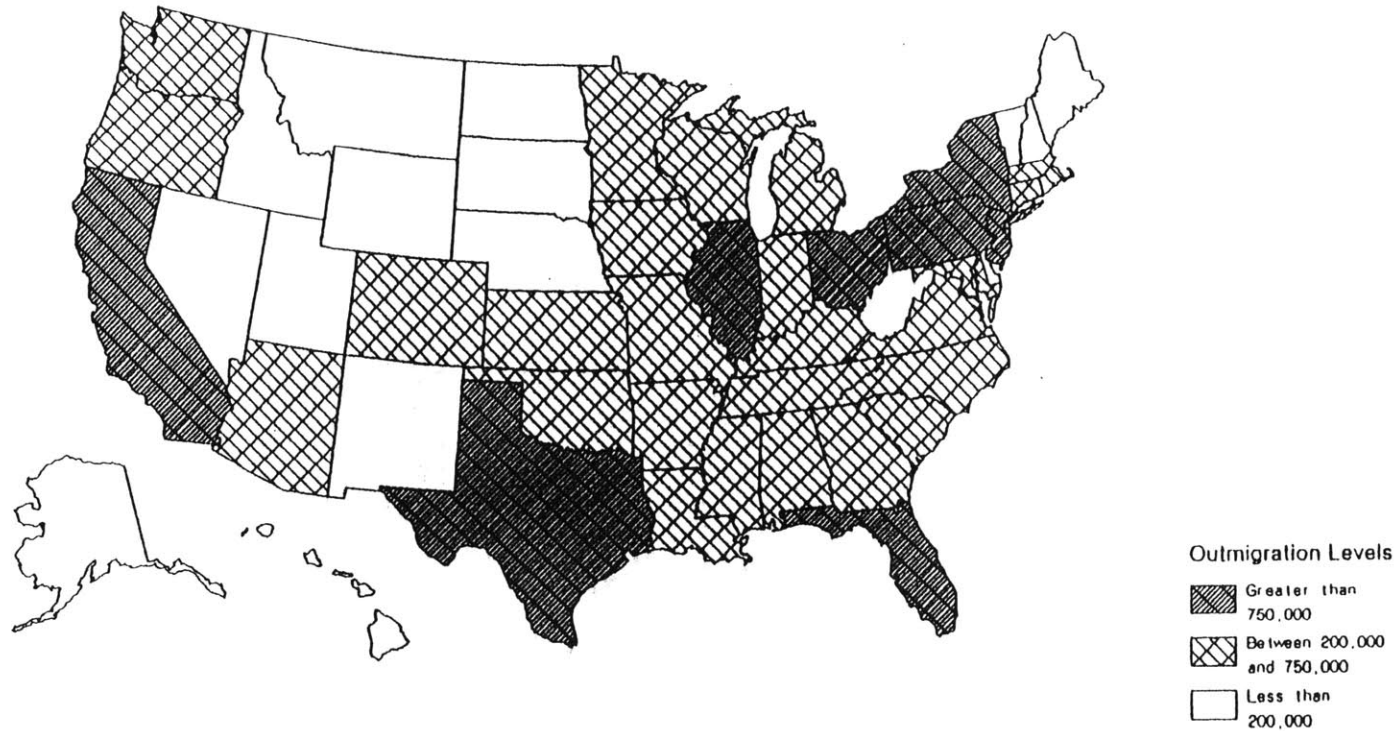 Outmigration Levels
Greater than
750,000
Between 200,000
and 750,000
Less than
200,000